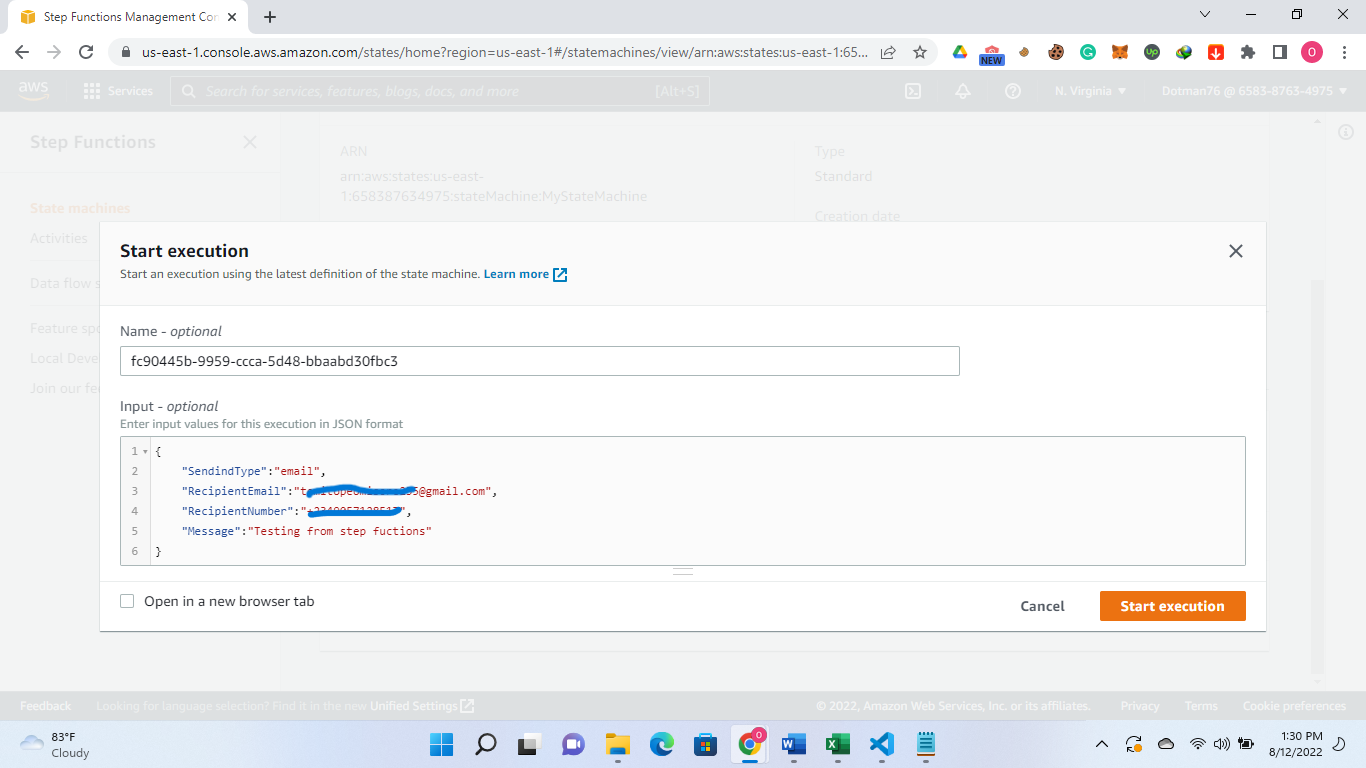 Step Functions Management Con
us-east-1.console.aws.amazon.com/states/home?region=us-east-1#/statemachines/view/arn:aws:states:us-east-1:65...
NEW
Up
O
aws
Services
Search for services, features, blogs, docs, and more
[Alt+S]
N. Virginia
Dotman76 @ 6583-8763-4975
Step Functions
State machines
Activities
Data flow s
Feature spo
Local Deve
Join our fee
ARN
arn:aws:states:us-east-
1:658387634975:stateMachine:MyStateMachine
Type
Standard
Creation date
Start execution
Start an execution using the latest definition of the state machine. Learn more
Name - optional
fc90445b-9959-ccca-5d48-bbaabd30fbc3
Input - optional
Enter input values for this execution in JSON format
1 {
2 "SendindType":"email",
3 "RecipientEmail":" @gmail.com",
4 "RecipientNumber":" ",
5 "Message":"Testing from step fuctions"
6 }
Open in a new browser tab
Cancel
Start execution
Feedback
Looking for language selection? Find it in the new Unified Settings
© 2022, Amazon Web Services, Inc. or its affiliates.
Privacy
Terms
Cookie preferences
83°F
Cloudy
0
1:30 PM
8/12/2022